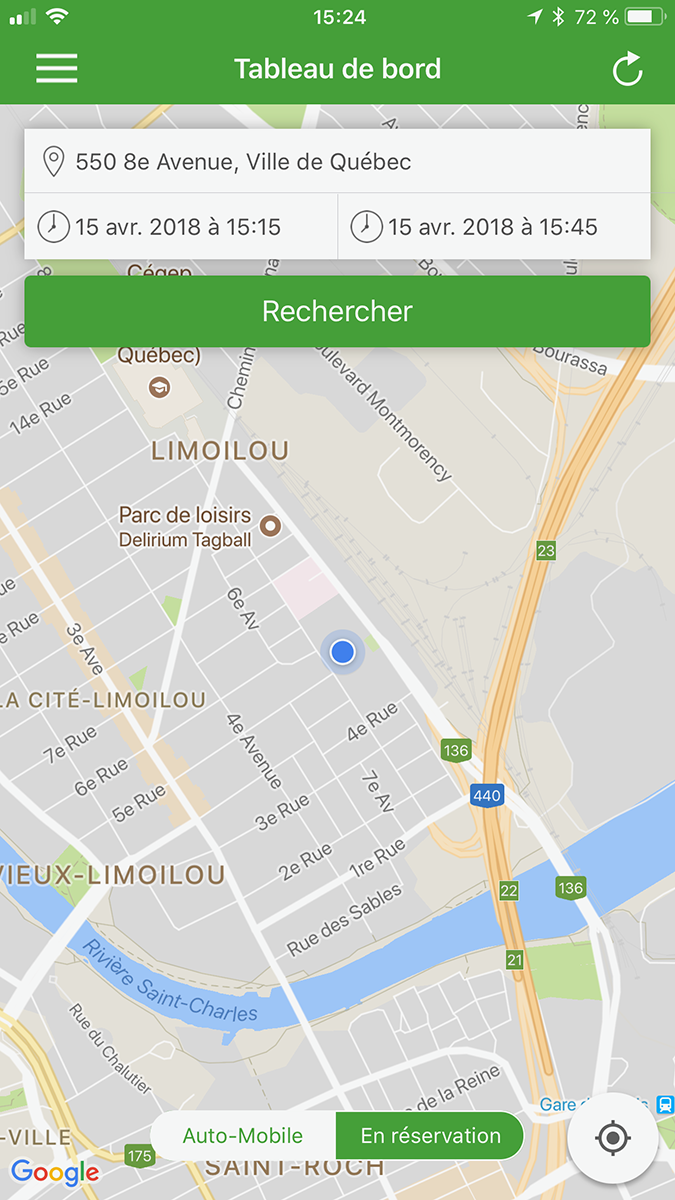 15:24
72 %
Tableau de bord
550 8e Avenue, Ville de Québec
15 avr. 2018 à 15:15
15 avr. 2018 à 15:45
Cégep
Rechercher
Québec)
Bourassa
5e Rue
Chemin
14e Rue
Boulevard Montmorency
LIMOILOU
Parc de loisirs
Delirium Tagball
23
6e Av
e Rue
3e Ave
LA CITÉ-LIMOILOU
4e Rue
7e Rue
4e Avenue
136
6e Rue
7e Av
440
5e Rue
3e Rue
VIEUX-LIMOILOU
2e Rue
1re Rue
22
136
Rue des Sables
21
Rivière Saint-Charles
Rue du Chalutier
de la Reine
Gare d
Auto-Mobile
En réservation
-VILLE
175
SAINT-ROCH
Google